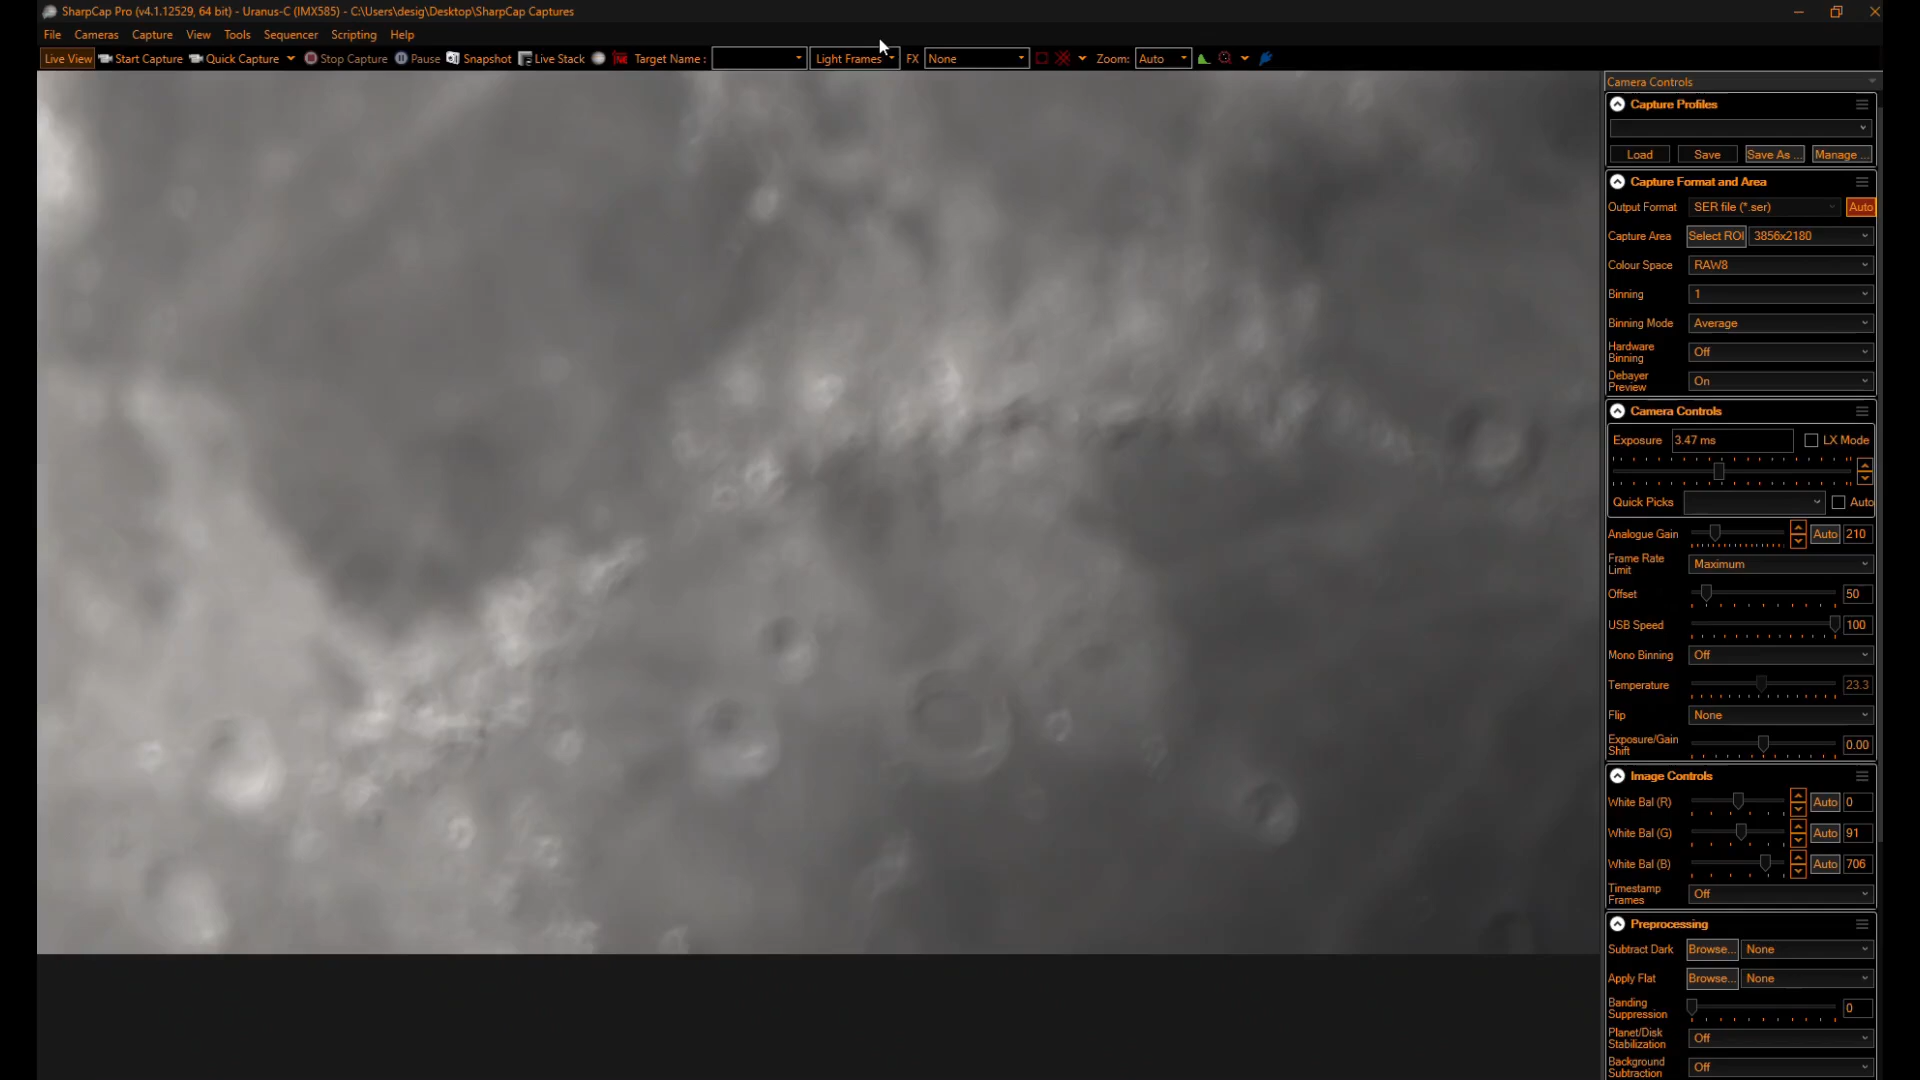 SharpCap Pro (v4.1.12529, 64 bit) - Uranus-C (IMX585) - C:\Users\desig\Desktop\SharpCap Captures
File Cameras Capture View Tools Sequencer Scripting Help
Live View Start Capture Quick Capture Stop Capture Pause Snapshot Live Stack Target Name : Light Frames FX None Zoom: Auto
Camera Controls
Capture Profiles
Load Save Save As ... Manage ...
Capture Format and Area
Output Format SER file (*.ser) Auto
Capture Area Select ROI 3856x2180
Colour Space RAW8
Binning 1
Binning Mode Average
Hardware Binning Off
Debayer Preview On
Camera Controls
Exposure 3.47 ms LX Mode
Quick Picks Auto
Analogue Gain Auto 210
Frame Rate Limit Maximum
Offset 50
USB Speed 100
Mono Binning Off
Temperature 23.3
Flip None
Exposure/Gain Shift 0.00
Image Controls
White Bal (R) Auto 0
White Bal (G) Auto 91
White Bal (B) Auto 706
Timestamp Frames Off
Preprocessing
Subtract Dark Browse... None
Apply Flat Browse... None
Banding Suppression 0
Planet/Disk Stabilization Off
Background Subtraction Off